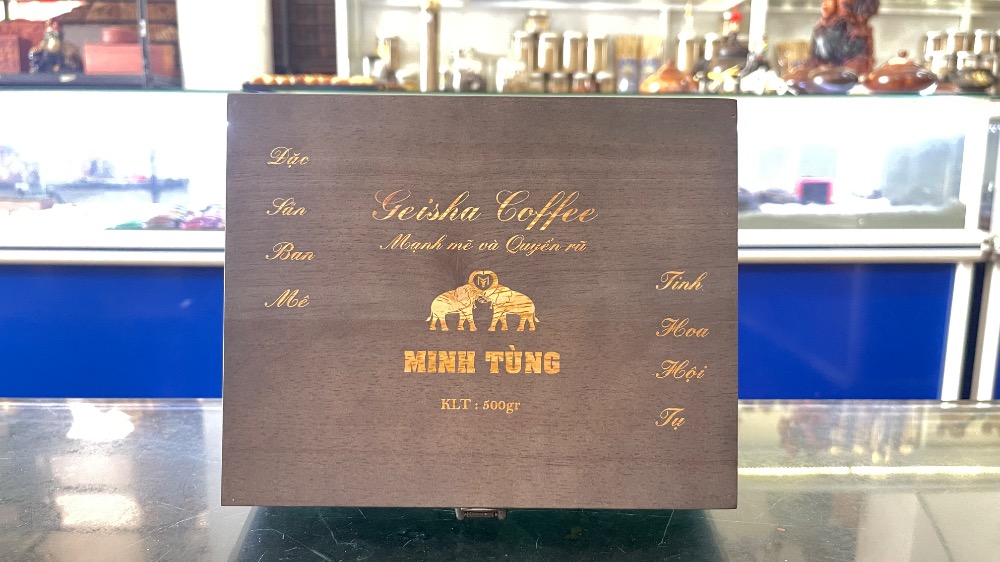 Đặc
Sản
Ban
Mê
Geisha Coffee
Mạnh mẽ và Quyến rũ
MINH TÙNG
KLT : 500gr
Tinh
Hoa
Hội
Tụ